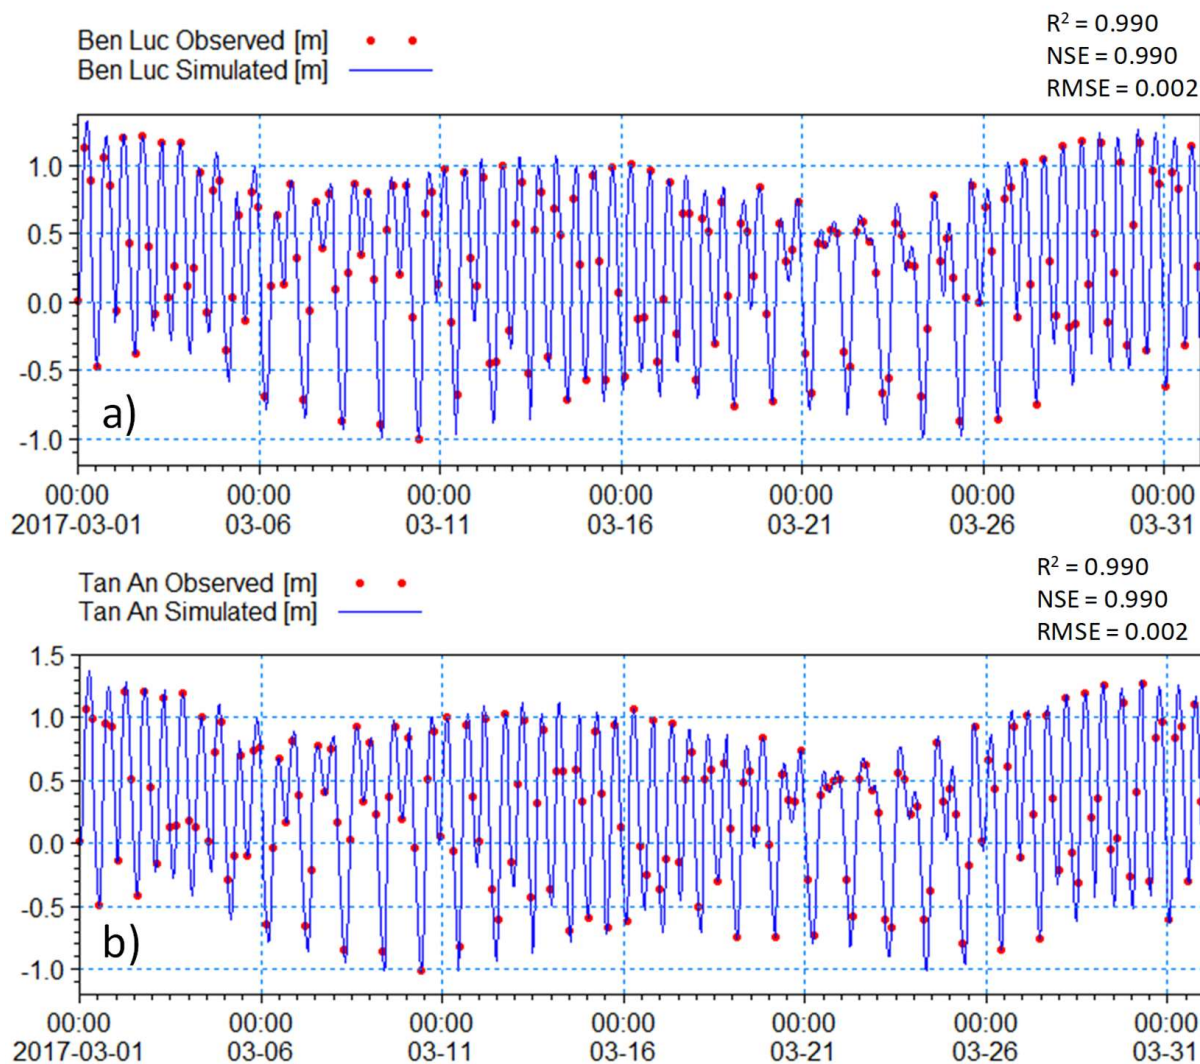 Ben Luc Observed [m]
Ben Luc Simulated [m]
R² = 0.990
NSE = 0.990
RMSE = 0.002
1.0
0.5
0.0
-0.5
-1.0
a)
00:00 00:00 00:00 00:00 00:00 00:00 00:00
2017-03-01 03-06 03-11 03-16 03-21 03-26 03-31
Tan An Observed [m]
Tan An Simulated [m]
R² = 0.990
NSE = 0.990
RMSE = 0.002
1.5
1.0
0.5
0.0
-0.5
-1.0
b)
00:00 00:00 00:00 00:00 00:00 00:00 00:00
2017-03-01 03-06 03-11 03-16 03-21 03-26 03-31